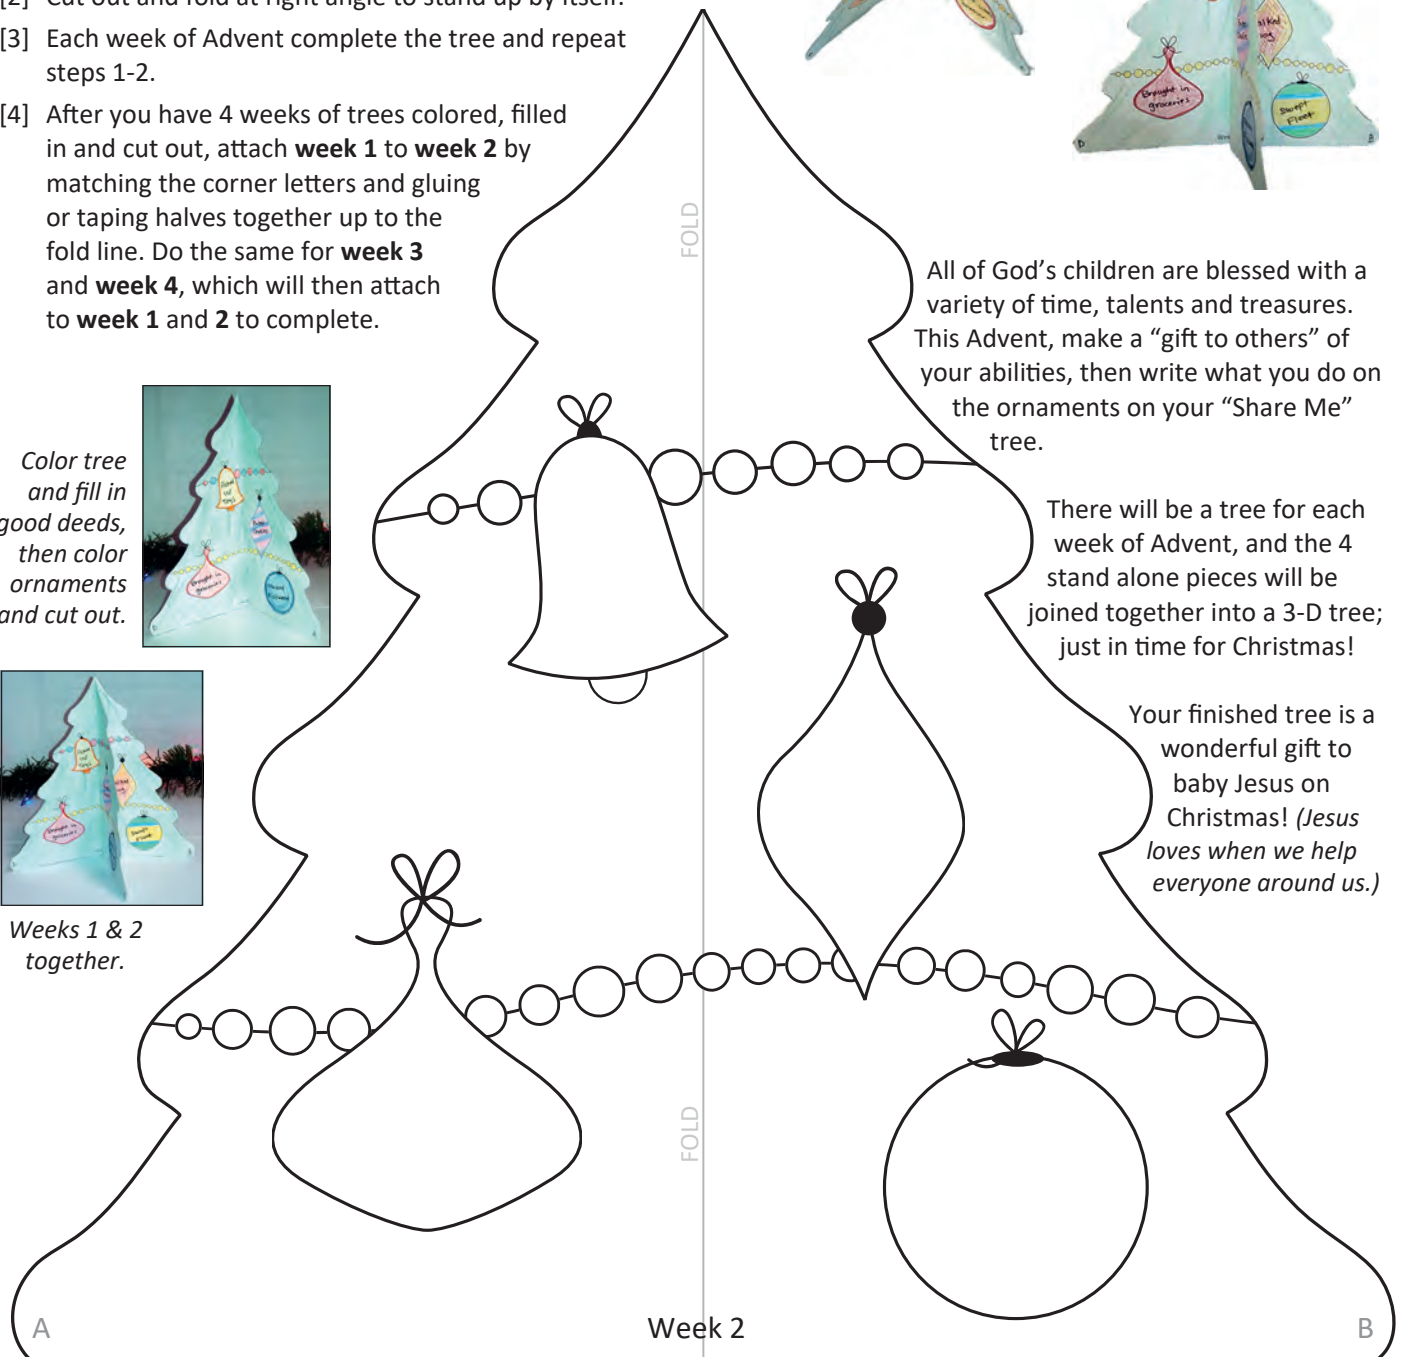 [2] Cut out and fold at right angle to stand up by itself.
[3] Each week of Advent complete the tree and repeat
steps 1-2.
[4] After you have 4 weeks of trees colored, filled
in and cut out, attach week 1 to week 2 by
matching the corner letters and gluing
or taping halves together up to the
fold line. Do the same for week 3
and week 4, which will then attach
to week 1 and 2 to complete.
Brought in
groceries
Swept
Floor
FOLD
All of God's children are blessed with a
variety of time, talents and treasures.
This Advent, make a “gift to others” of
your abilities, then write what you do on
the ornaments on your “Share Me”
tree.
Color tree
and fill in
good deeds,
then color
ornaments
and cut out.
Brought in
groceries
There will be a tree for each
week of Advent, and the 4
stand alone pieces will be
joined together into a 3-D tree;
just in time for Christmas!
Your finished tree is a
wonderful gift to
baby Jesus on
Christmas! (Jesus
loves when we help
everyone around us.)
Brought in
groceries
Swept
Floor
Weeks 1 & 2
together.
FOLD
A
Week 2
B